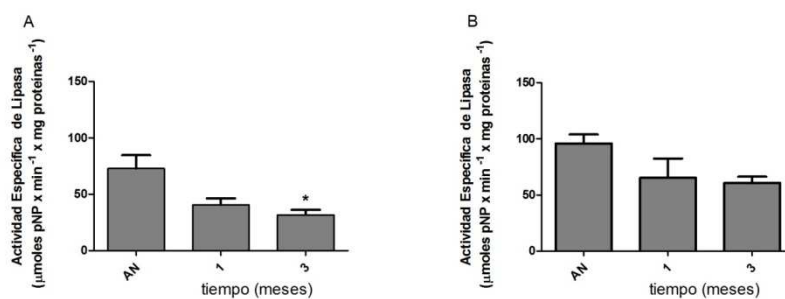 A
Actividad Específica de Lipasa
(µmoles pNP x min⁻¹ x mg proteínas⁻¹)
150
100
50
0
*
AN
1
3
tiempo (meses)
B
Actividad Específica de Lipasa
(µmoles pNP x min⁻¹ x mg proteínas⁻¹)
150
100
50
0
AN
1
3
tiempo (meses)